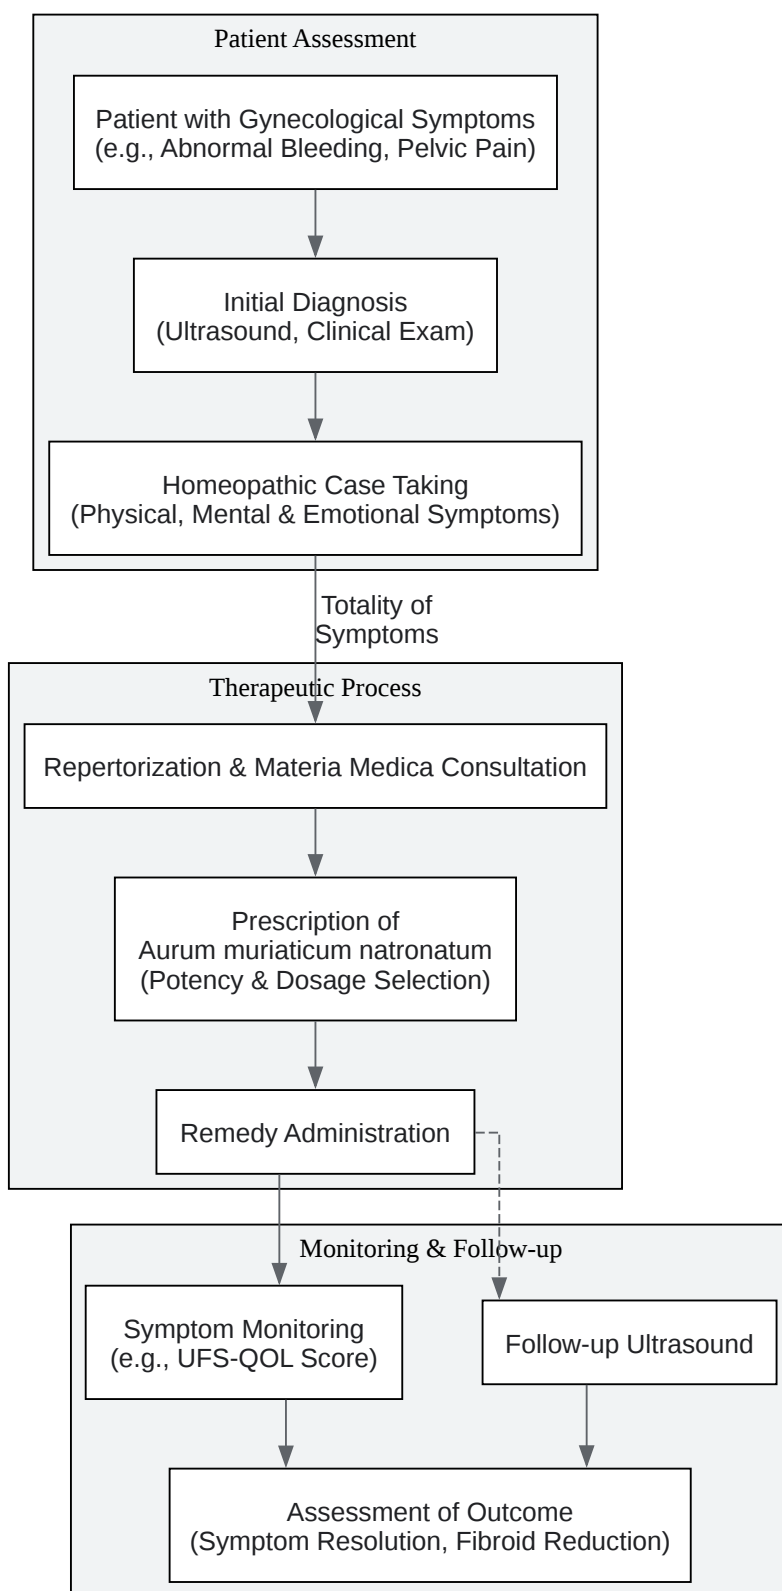 Patient Assessment
Patient with Gynecological Symptoms
(e.g., Abnormal Bleeding, Pelvic Pain)
Initial Diagnosis
(Ultrasound, Clinical Exam)
Homeopathic Case Taking
(Physical, Mental & Emotional Symptoms)
Totality of
Symptoms
Therapeutic Process
Repertorization & Materia Medica Consultation
Prescription of
Aurum muriaticum natronatum
(Potency & Dosage Selection)
Remedy Administration
Monitoring & Follow-up
Symptom Monitoring
(e.g., UFS-QOL Score)
Follow-up Ultrasound
Assessment of Outcome
(Symptom Resolution, Fibroid Reduction)